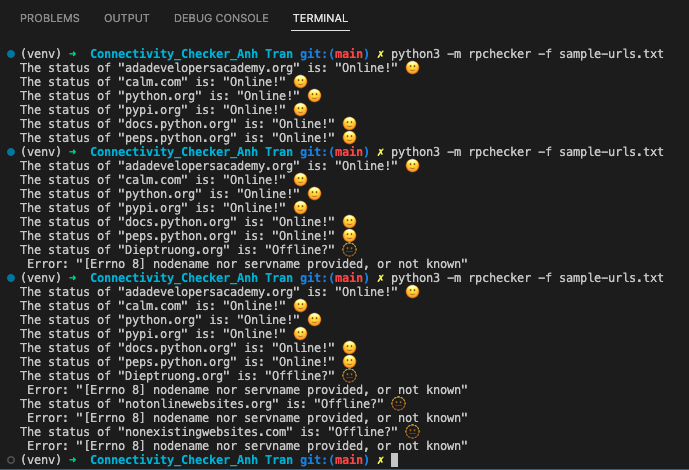 PROBLEMS OUTPUT DEBUG CONSOLE TERMINAL
(venv) → Connectivity_Checker_Anh Tran git:(main) ✗ python3 -m rpchecker -f sample-urls.txt
The status of "adadevelopersacademy.org" is: "Online!" 🙂
The status of "calm.com" is: "Online!" 🙂
The status of "python.org" is: "Online!" 🙂
The status of "pypi.org" is: "Online!" 🙂
The status of "docs.python.org" is: "Online!" 🙂
The status of "peps.python.org" is: "Online!" 🙂
(venv) → Connectivity_Checker_Anh Tran git:(main) ✗ python3 -m rpchecker -f sample-urls.txt
The status of "adadevelopersacademy.org" is: "Online!" 🙂
The status of "calm.com" is: "Online!" 🙂
The status of "python.org" is: "Online!" 🙂
The status of "pypi.org" is: "Online!" 🙂
The status of "docs.python.org" is: "Online!" 🙂
The status of "peps.python.org" is: "Online!" 🙂
The status of "Dieptruong.org" is: "Offline?" 🫥
Error: "[Errno 8] nodename nor servname provided, or not known"
(venv) → Connectivity_Checker_Anh Tran git:(main) ✗ python3 -m rpchecker -f sample-urls.txt
The status of "adadevelopersacademy.org" is: "Online!" 🙂
The status of "calm.com" is: "Online!" 🙂
The status of "python.org" is: "Online!" 🙂
The status of "pypi.org" is: "Online!" 🙂
The status of "docs.python.org" is: "Online!" 🙂
The status of "peps.python.org" is: "Online!" 🙂
The status of "Dieptruong.org" is: "Offline?" 🫥
Error: "[Errno 8] nodename nor servname provided, or not known"
The status of "notonlinewebsites.org" is: "Offline?" 🫥
Error: "[Errno 8] nodename nor servname provided, or not known"
The status of "nonexistingwebsites.com" is: "Offline?" 🫥
Error: "[Errno 8] nodename nor servname provided, or not known"
(venv) → Connectivity_Checker_Anh Tran git:(main) ✗